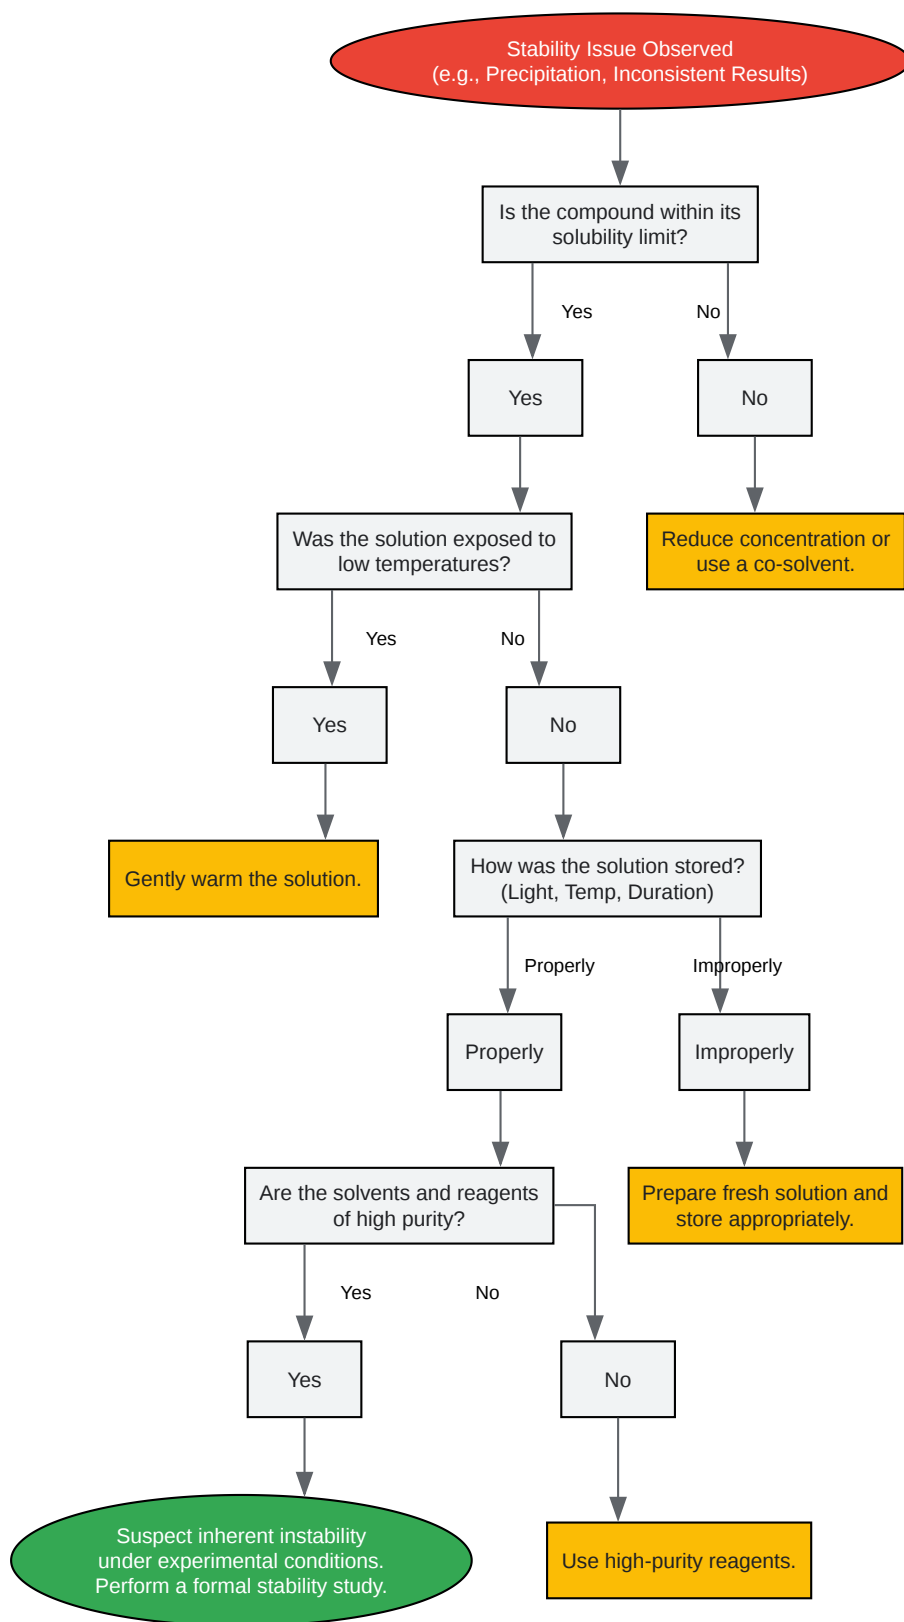 Stability Issue Observed
(e.g., Precipitation, Inconsistent Results)
Is the compound within its
solubility limit?
Yes
No
Yes
No
Was the solution exposed to
low temperatures?
Reduce concentration or
use a co-solvent.
Yes
No
Yes
No
Gently warm the solution.
How was the solution stored?
(Light, Temp, Duration)
Properly
Improperly
Properly
Improperly
Are the solvents and reagents
of high purity?
Prepare fresh solution and
store appropriately.
Yes
No
Yes
No
Suspect inherent instability
under experimental conditions.
Perform a formal stability study.
Use high-purity reagents.